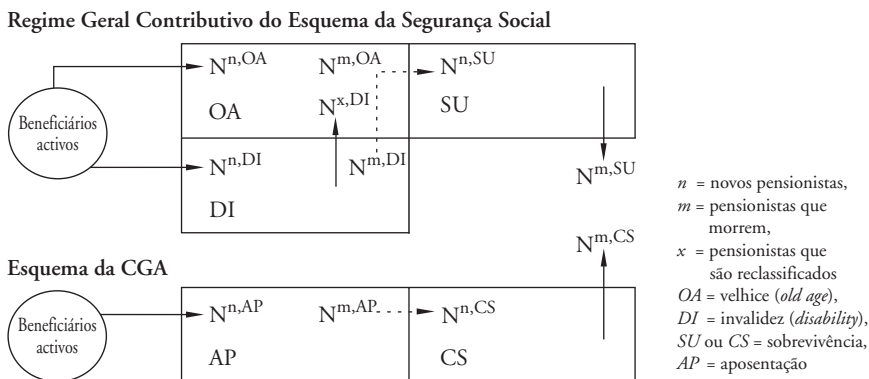 Regime Geral Contributivo do Esquema da Segurança Social
Beneficiários
activos
N^n,OA N^m,OA N^n,SU
OA N^x,DI SU
N^n,DI N^m,DI N^m,SU
DI
N^m,CS
Esquema da CGA
Beneficiários
activos
N^n,AP N^m,AP N^n,CS
AP CS
n = novos pensionistas,
m = pensionistas que
morrem,
x = pensionistas que
são reclassificados
OA = velhice (old age),
DI = invalidez (disability),
SU ou CS = sobrevivência,
AP = aposentação